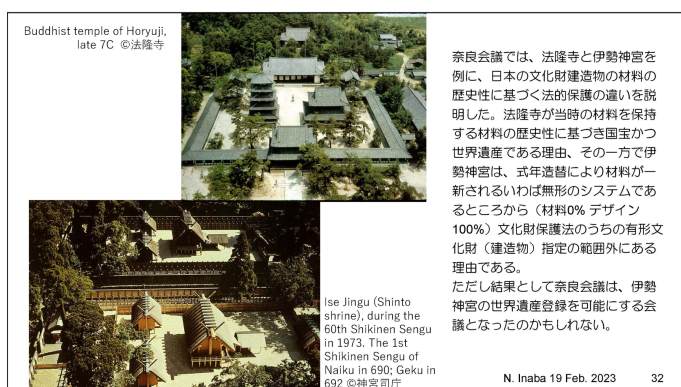 Buddhist temple of Horyuji,
late 7C ©法隆寺
奈良会議では、法隆寺と伊勢神宮を
例に、日本の文化財建造物の材料の
歴史性に基づく法的保護の違いを説
明した。法隆寺が当時の材料を保持
する材料の歴史性に基づき国宝かつ
世界遺産である理由、その一方で伊
勢神宮は、式年造替により材料が一
新されるいわば無形のシステムであ
るところから（材料0% デザイン
100%）文化財保護法のうちの有形文
化財（建造物）指定の範囲外にある
理由である。
ただし結果として奈良会議は、伊勢
神宮の世界遺産登録を可能にする会
議となったのかもしれない。
Ise Jingu (Shinto
shrine), during the
60th Shikinen Sengu
in 1973. The 1st
Shikinen Sengu of
Naiku in 690; Geku in
692 ©神宮司庁
N. Inaba 19 Feb. 2023 32